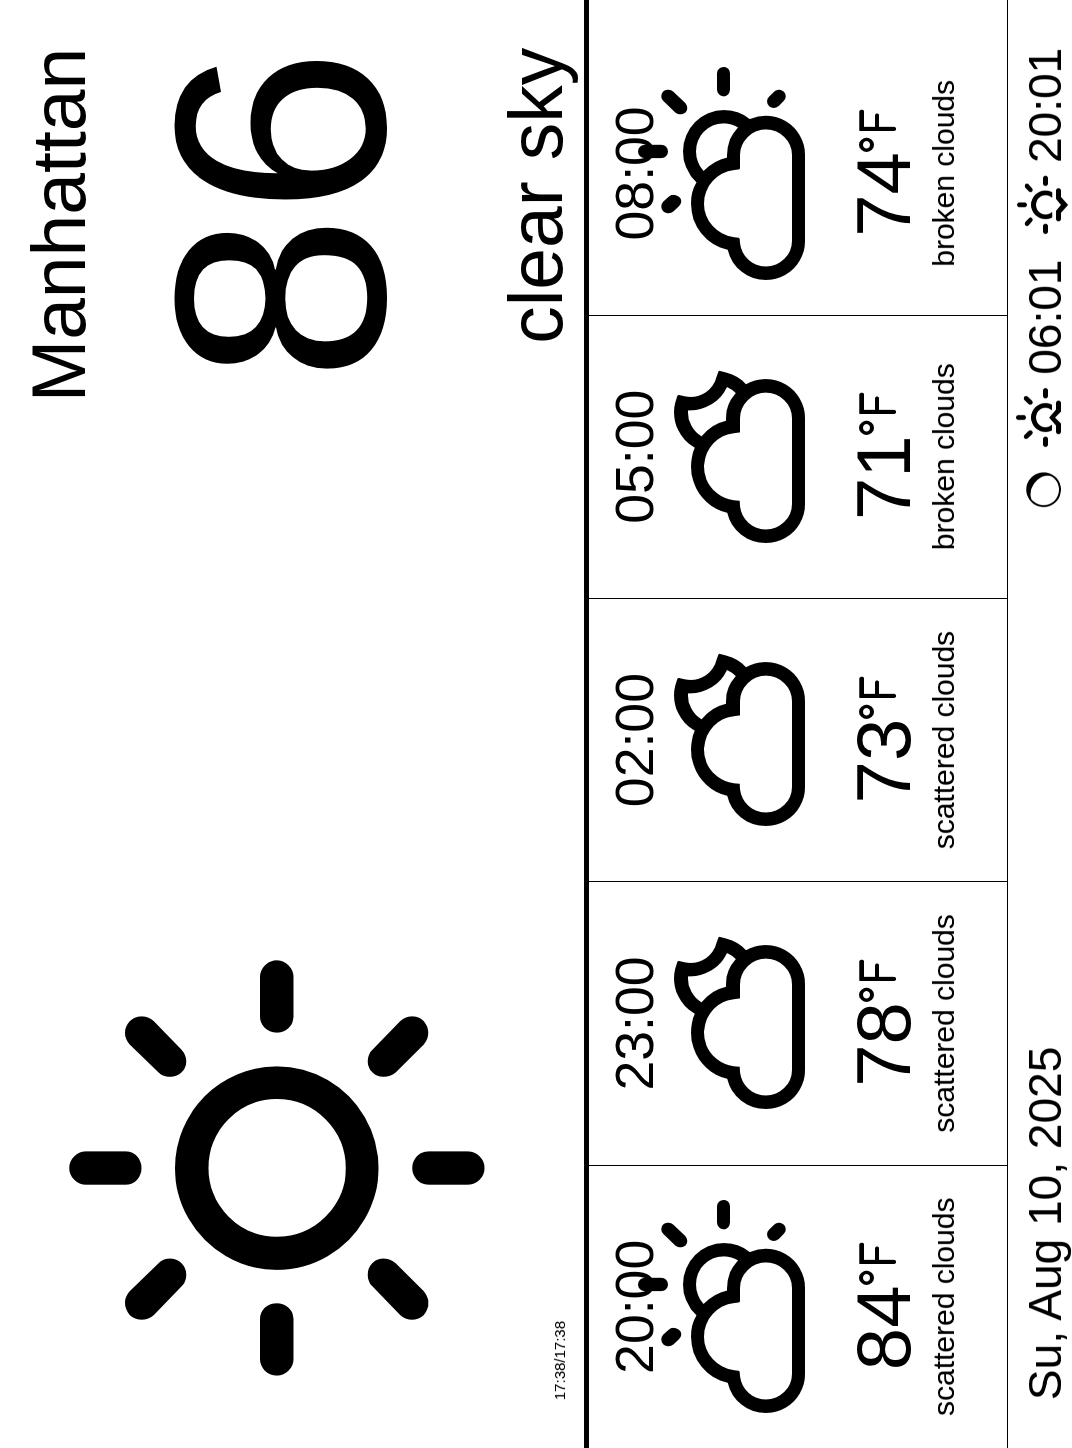 Manhattan
86
clear sky
17:38/17:38
20:00 23:00 02:00 05:00 08:00
84°F 78°F 73°F 71°F 74°F
scattered clouds scattered clouds scattered clouds broken clouds broken clouds
Su, Aug 10, 2025 06:01 20:01